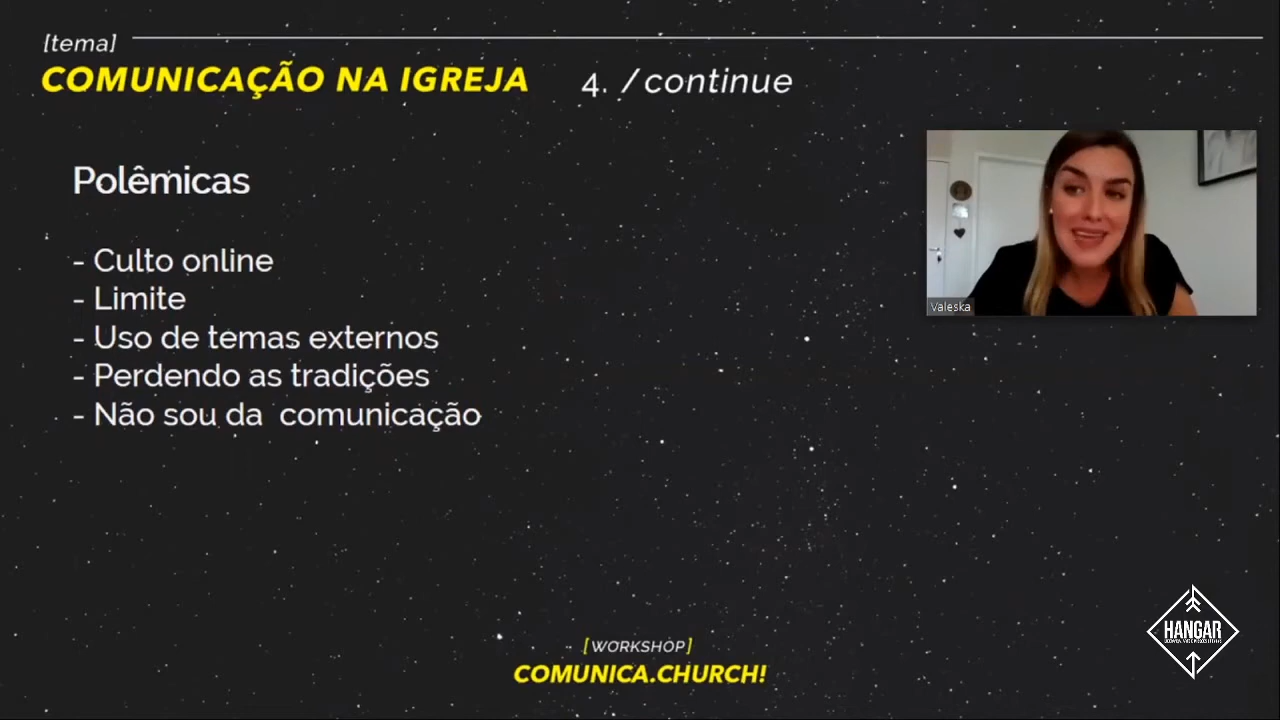 [tema]
COMUNICAÇÃO NA IGREJA
4. /continue
Polêmicas
- Culto online
- Limite
- Uso de temas externos
- Perdendo as tradições
- Não sou da  comunicação
Valeska
HANGAR
[WORKSHOP]
COMUNICA.CHURCH!